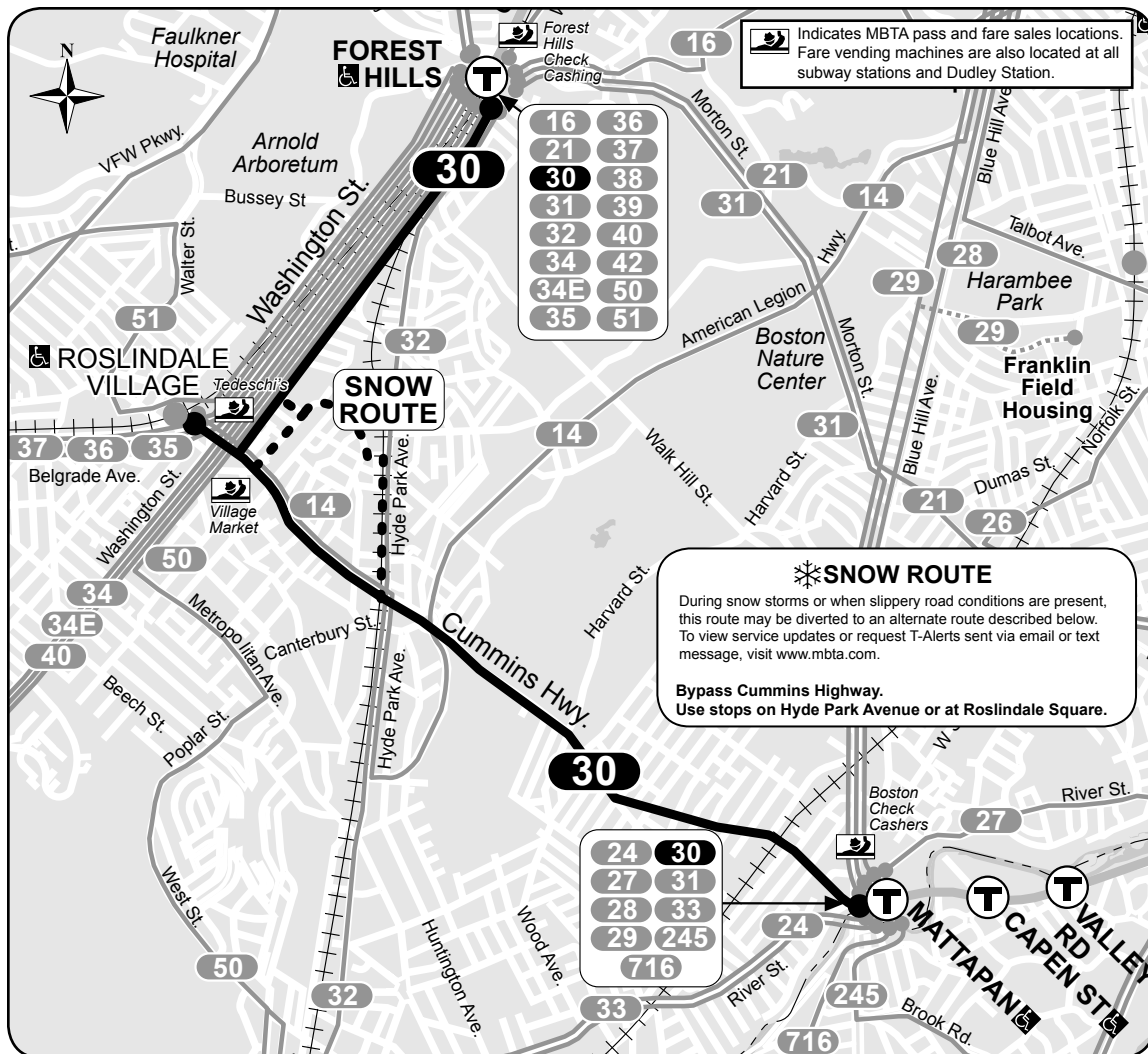 Faulkner
Hospital
N
VFW Pkwy.
Arnold
Arboretum
Bussey St
Walter St.
t.
FOREST
HILLS
T
Forest
Hills
Check
Cashing
16
Indicates MBTA pass and fare sales locations.
Fare vending machines are also located at all
subway stations and Dudley Station.
30
Washington St.
16 36
21 37
30 38
31 39
32 40
34 42
34E 50
35 51
Morton St.
21
31
14
Blue Hill Ave.
Talbot Ave.
28
29
Harambee
Park
29
Franklin
Field
Housing
Norfolk St.
American Legion
Hwy.
Boston
Nature
Center
Morton St.
31
Blue Hill Ave.
Dumas St.
21
26
51
ROSLINDALE
VILLAGE
Tedeschi's
32
SNOW
ROUTE
37 36 35
Belgrade Ave.
Washington St.
Village
Market
14
Hyde Park Ave.
14
Walk Hill St.
Harvard St.
Harvard St.
50
34
34E
40
Metropolitan Ave.
Canterbury St.
Beech St.
Poplar St.
Hyde Park Ave.
Cummins Hwy.
30
SNOW ROUTE
During snow storms or when slippery road conditions are present,
this route may be diverted to an alternate route described below.
To view service updates or request T-Alerts sent via email or text
message, visit www.mbta.com.
Bypass Cummins Highway.
Use stops on Hyde Park Avenue or at Roslindale Square.
Boston
Check
Cashers
River St.
27
24 30
27 31
28 33
29 245
716
T
T
T
MATTAPAN
CAPEN ST
VALLEY
RD
West St.
50
32
Huntington Ave.
Wood Ave.
24
River St.
33
245
716
Brook Rd.